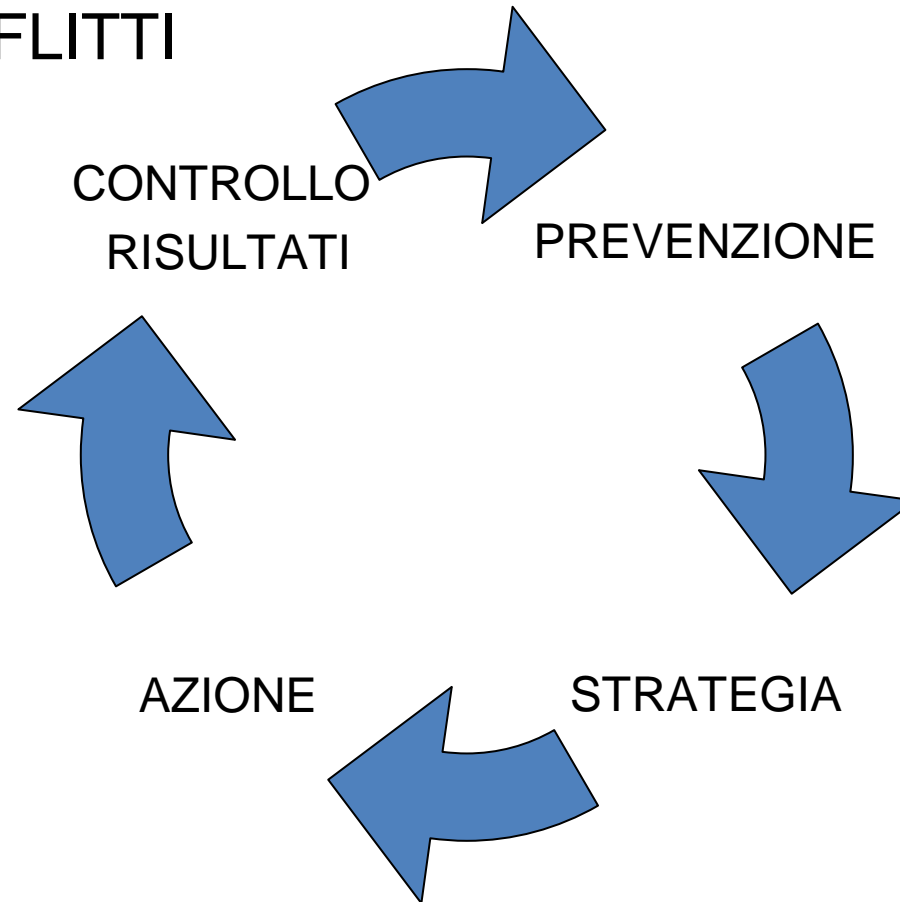 FLITTI
CONTROLLO
RISULTATI
PREVENZIONE
AZIONE
STRATEGIA